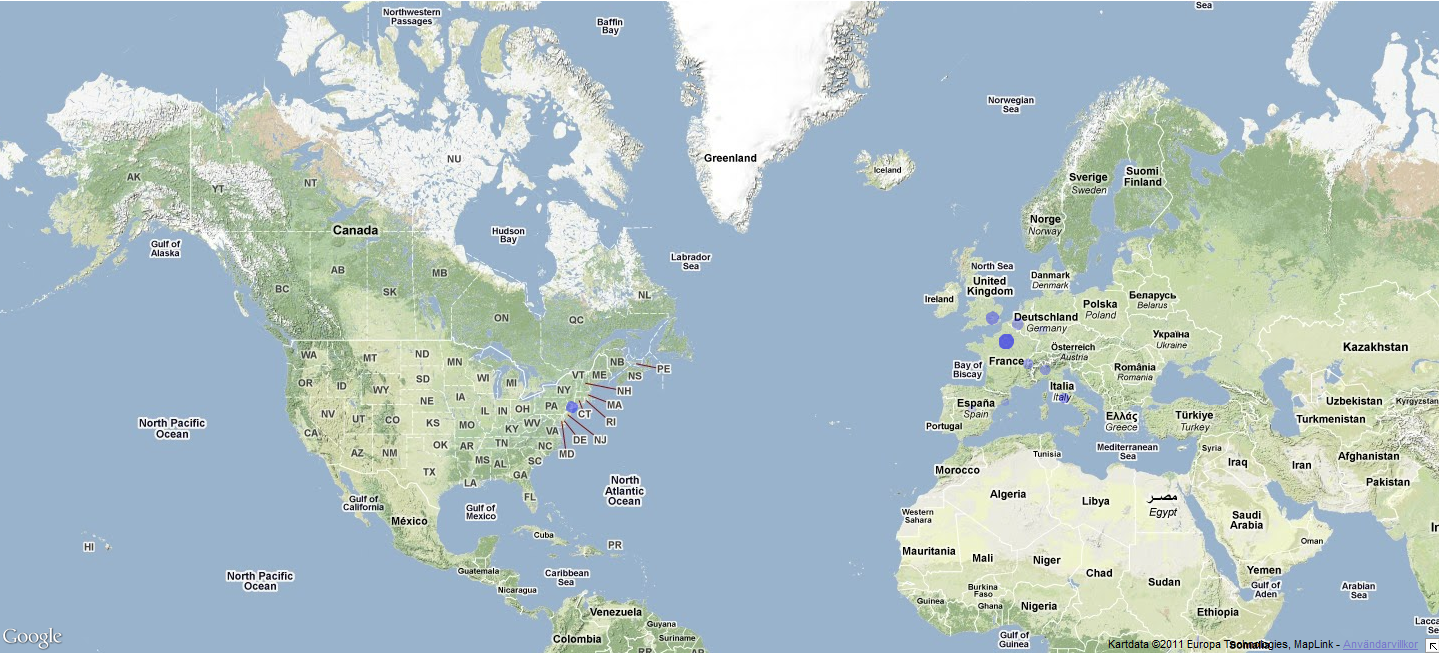 Northwestern
Passages
Baffin
Bay
Sea
Greenland
Norwegian
Sea
Iceland
NU
AK
YT
NT
Sverige
Sweden
Suomi
Finland
Norge
Norway
Canada
Hudson
Bay
Gulf of
Alaska
Labrador
Sea
AB
MB
SK
BC
NL
ON
QC
North Sea
United
Kingdom
Ireland
Danmark
Denmark
Polska
Poland
Беларусь
Belarus
Deutschland
Germany
Україна
Ukraine
Österreich
Austria
France
Bay of
Biscay
România
Romania
Kazakhstan
WA
MT
ND
MN
OR
ID
WY
SD
WI
MI
VT
ME
NB
NS
PE
NY
NH
NE
IA
PA
MA
CT
RI
NV
UT
CO
KS
MO
IL
IN
OH
KY
WV
VA
DE
NJ
MD
CA
AZ
NM
OK
AR
TN
NC
SC
MS
AL
GA
TX
LA
FL
Italia
Italy
España
Spain
Portugal
Ελλάς
Greece
Türkiye
Turkey
Uzbekistan
Kyrgyzstan
Turkmenistan
Mediterranean
Sea
Tunisia
Syria
Iraq
Iran
Afghanistan
Pakistan
North Pacific
Ocean
North
Atlantic
Ocean
Gulf of
California
Gulf of
Mexico
México
Morocco
Algeria
Libya
مصر
Egypt
Western
Sahara
Saudi
Arabia
Oman
HI
Cuba
PR
Mauritania
Mali
Niger
Chad
Sudan
Yemen
Gulf of
Aden
Arabian
Sea
North Pacific
Ocean
Guatemala
Nicaragua
Caribbean
Sea
Burkina
Faso
Guinea
Ghana
Nigeria
Ethiopia
Venezuela
Guyana
Colombia
Suriname
Gulf of
Guinea
Somalia
RR
AP
In
Lacca
Se
Google
Kartdata ©2011 Europa Technologies, MapLink - Användarvillkor